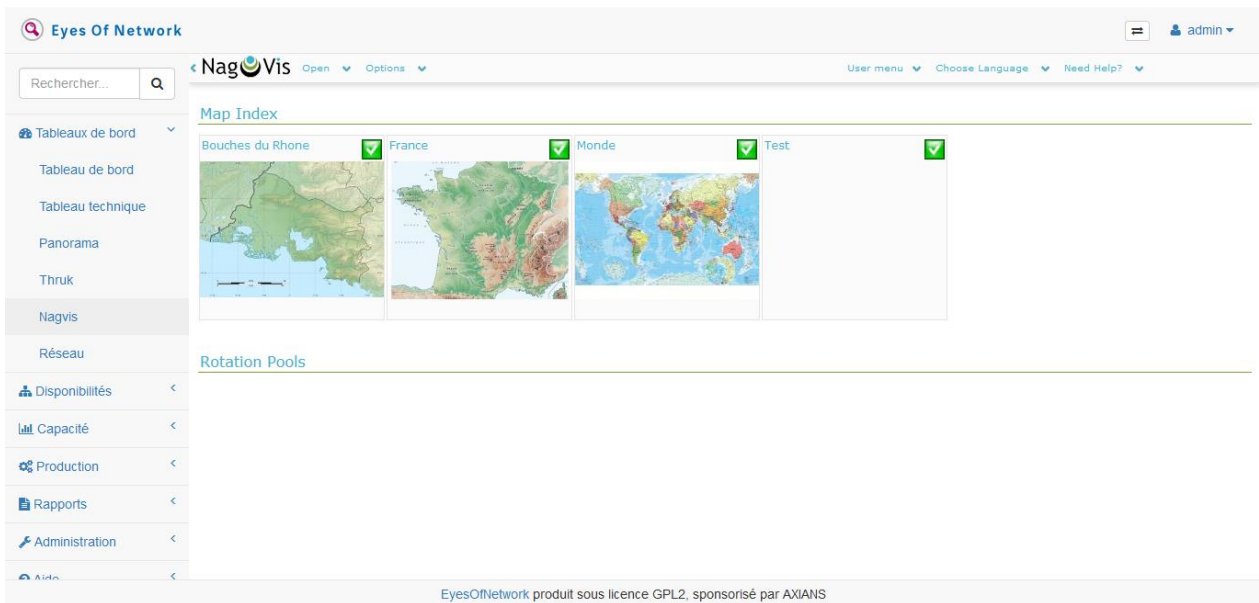 Eyes Of Network
admin
Rechercher...
NagVis Open Options User menu Choose Language Need Help?
Tableaux de bord
Tableau de bord
Tableau technique
Panorama
Thruk
Nagvis
Réseau
Disponibilités
Capacité
Production
Rapports
Administration
Aide
Map Index
Bouches du Rhone
France
Monde
Test
Rotation Pools
EyesOfNetwork produit sous licence GPL2, sponsorisé par AXIANS